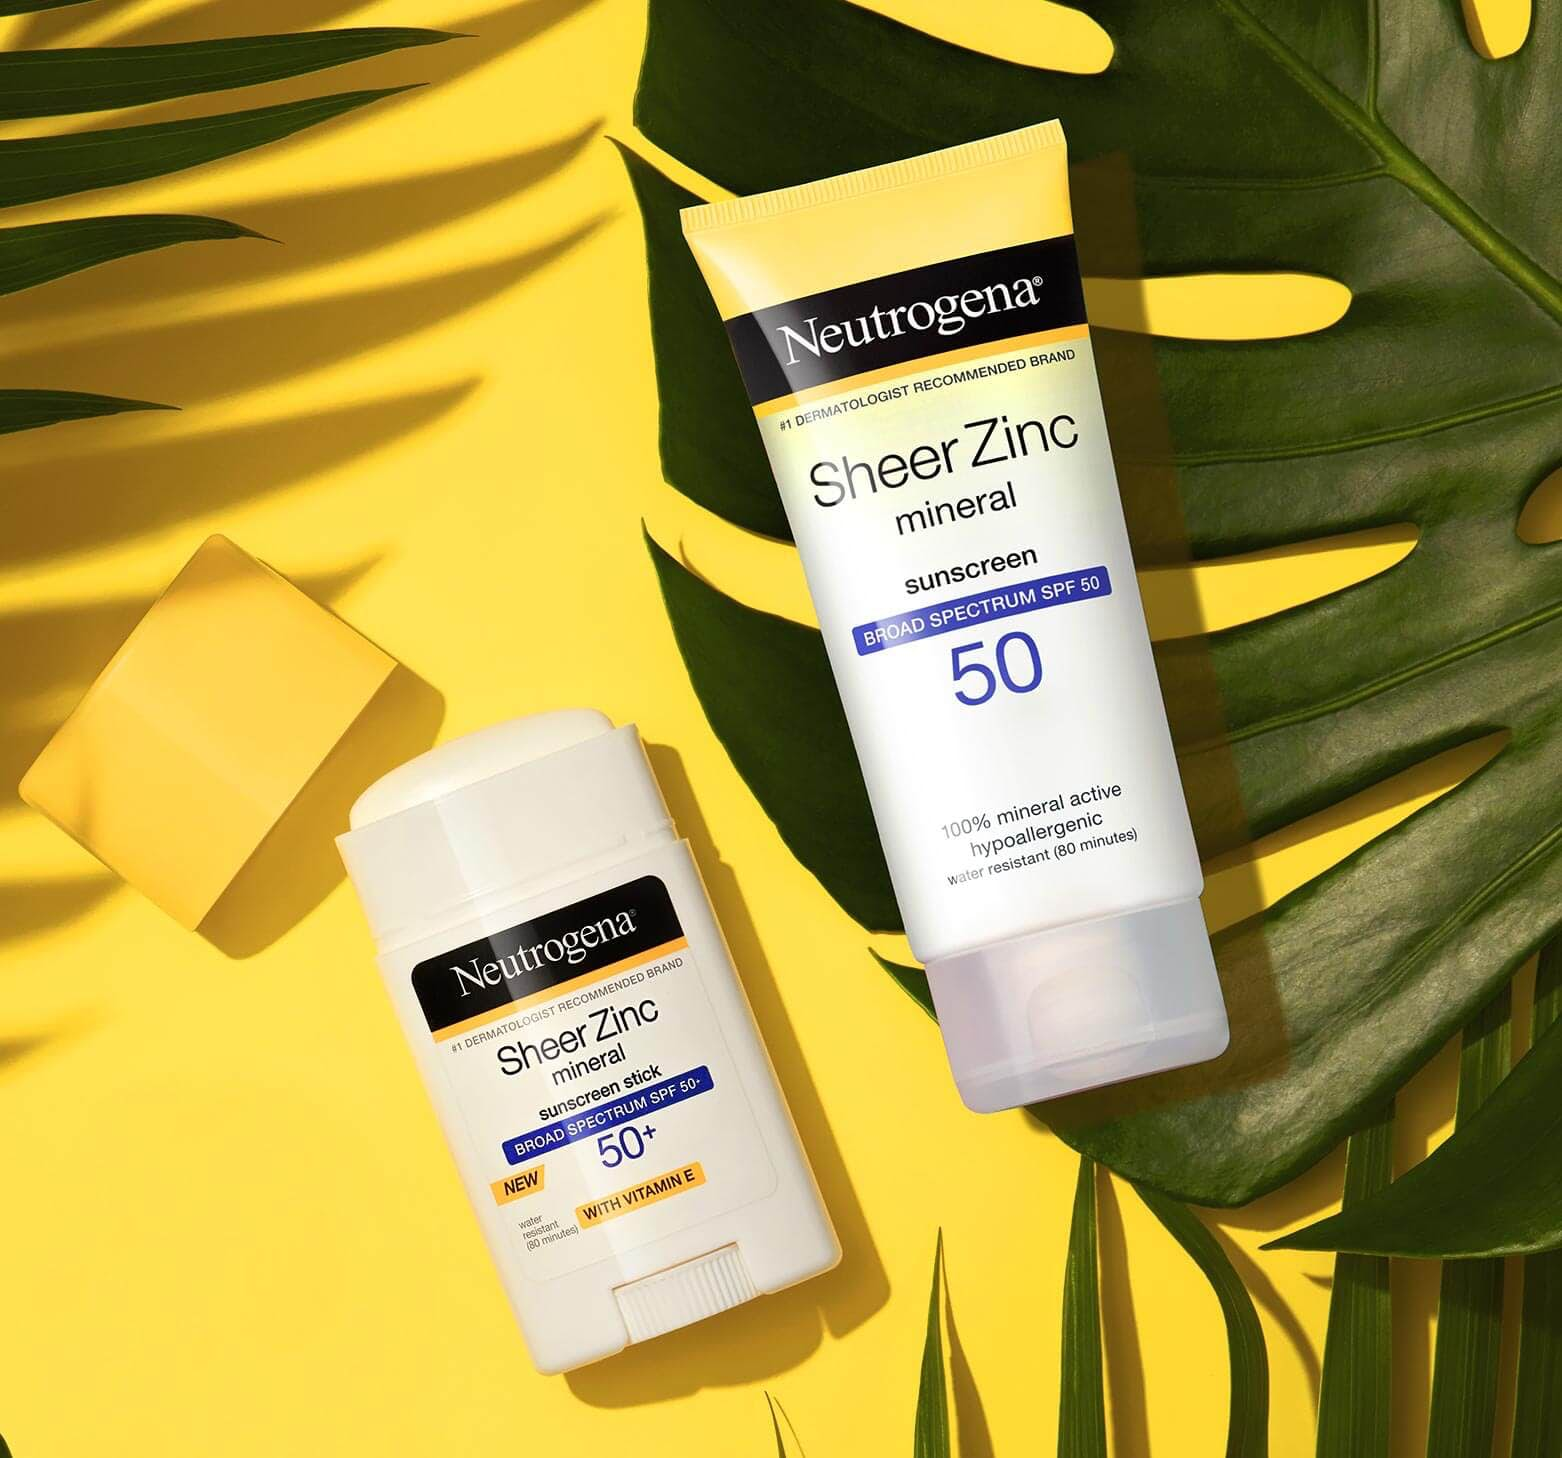 Neutrogena®
#1 DERMATOLOGIST RECOMMENDED BRAND
Sheer Zinc
mineral
sunscreen
BROAD SPECTRUM SPF 50
50
100% mineral active
hypoallergenic
water resistant (80 minutes)
Neutrogena®
#1 DERMATOLOGIST RECOMMENDED BRAND
Sheer Zinc
mineral
sunscreen stick
BROAD SPECTRUM SPF 50+
50+
NEW
WITH VITAMIN E
water
resistant
(80 minutes)